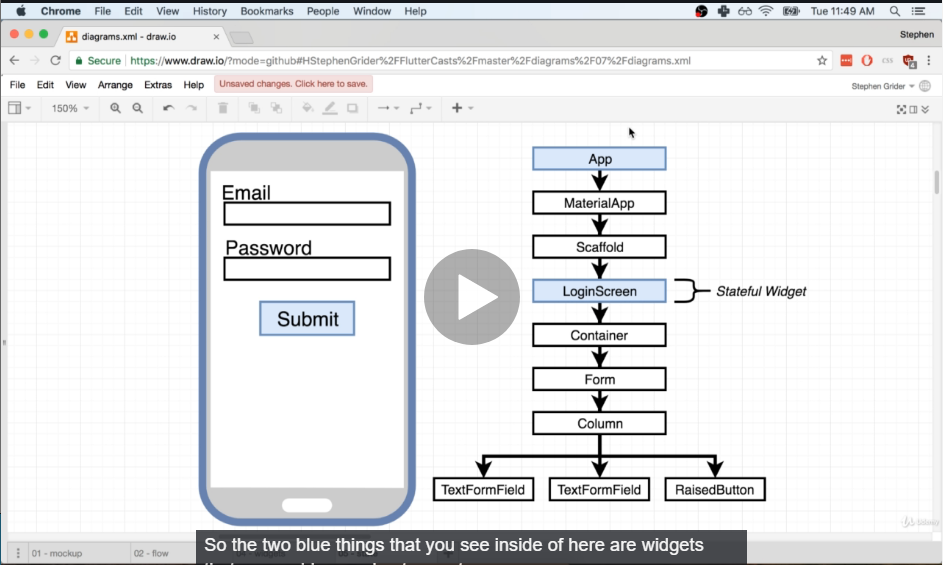 Chrome File Edit View History Bookmarks People Window Help Tue 11:49 AM
diagrams.xml - draw.io Stephen
Secure https://www.draw.io/?mode=github#HStephenGrider%2FFlutterCasts%2Fmaster%2Fdiagrams%2F07%2Fdiagrams.xml
File Edit View Arrange Extras Help Unsaved changes. Click here to save. Stephen Grider
150%
Email
Password
Submit
App
MaterialApp
Scaffold
LoginScreen
Stateful Widget
Container
Form
Column
TextFormField TextFormField RaisedButton
Udemy
01 - mockup 02 - flow
So the two blue things that you see inside of here are widgets